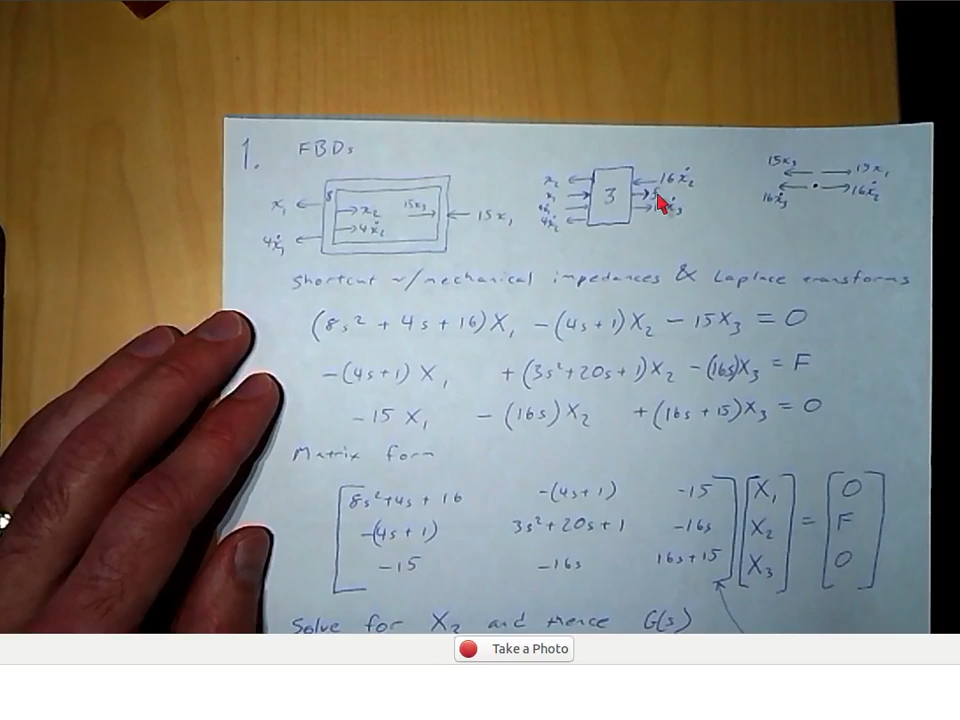 1. FBDs
x₁ 8 x₂ 4ẋ₂ 15x₃ 15x₁ 4ẋ₁
x₂ x₁ 4ẋ₂ 3 16ẋ₂
15x₃ 15x₁ 16ẋ₃ 16ẋ₂
Shortcut w/mechanical impedances & Laplace transforms
(8s² + 4s + 16)X₁ - (4s+1)X₂ - 15X₃ = 0
-(4s+1) X₁ + (3s²+20s+1)X₂ - (16s)X₃ = F
-15 X₁ - (16s)X₂ + (16s+15)X₃ = 0
Matrix form
8s²+4s+16 -(4s+1) -15 X₁ 0
-(4s+1) 3s²+20s+1 -16s X₂ = F
-15 -16s 16s+15 X₃ 0
Solve for X₂ and hence G(s)
Take a Photo